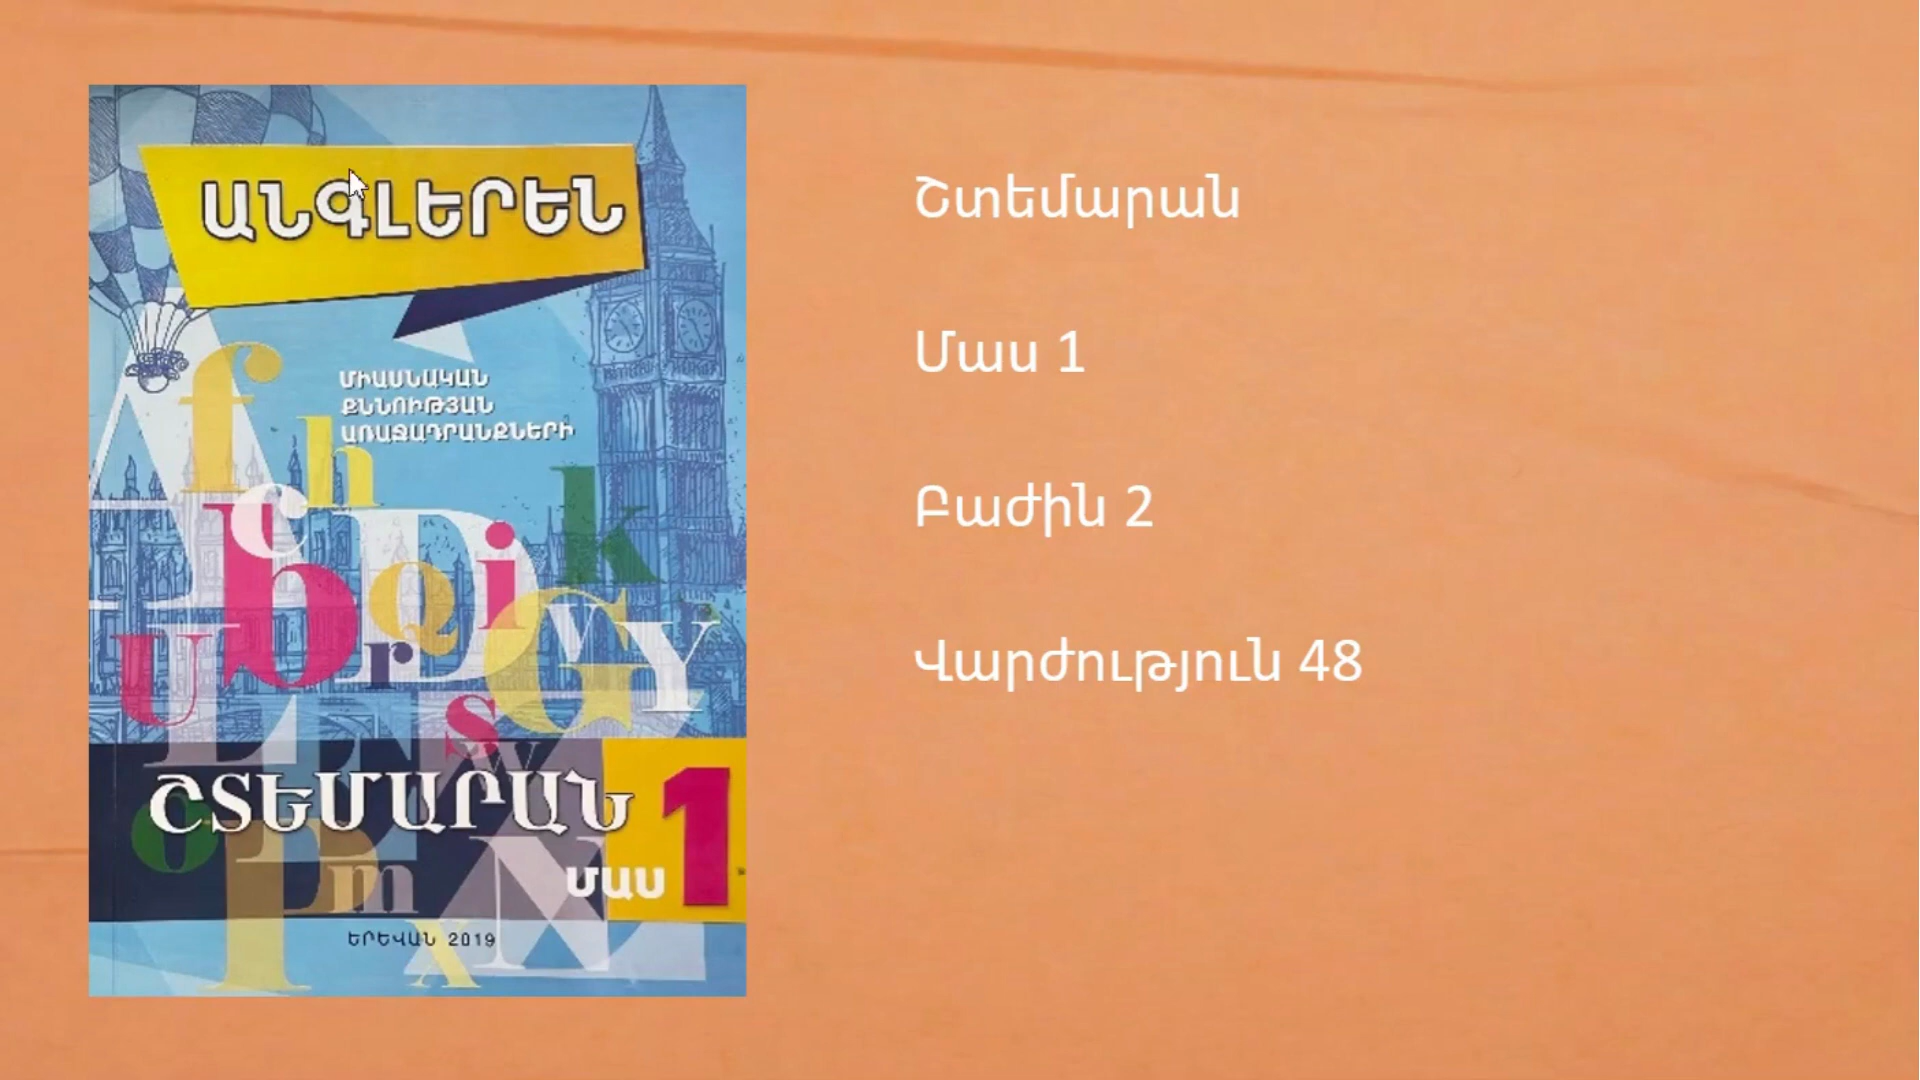 ԱՆԳԼԵՐԵՆ
ՄԻԱՍՆԱԿԱՆ
ՔՆՆՈՒԹՅԱՆ
ԱՌԱՋԱԴՐԱՆՔՆԵՐԻ
ՇՏԵՄԱՐԱՆ
ՄԱՍ 1
ԵՐԵՎԱՆ 2019
Շտեմարան
Մաս 1
Բաժին 2
Վարժություն 48